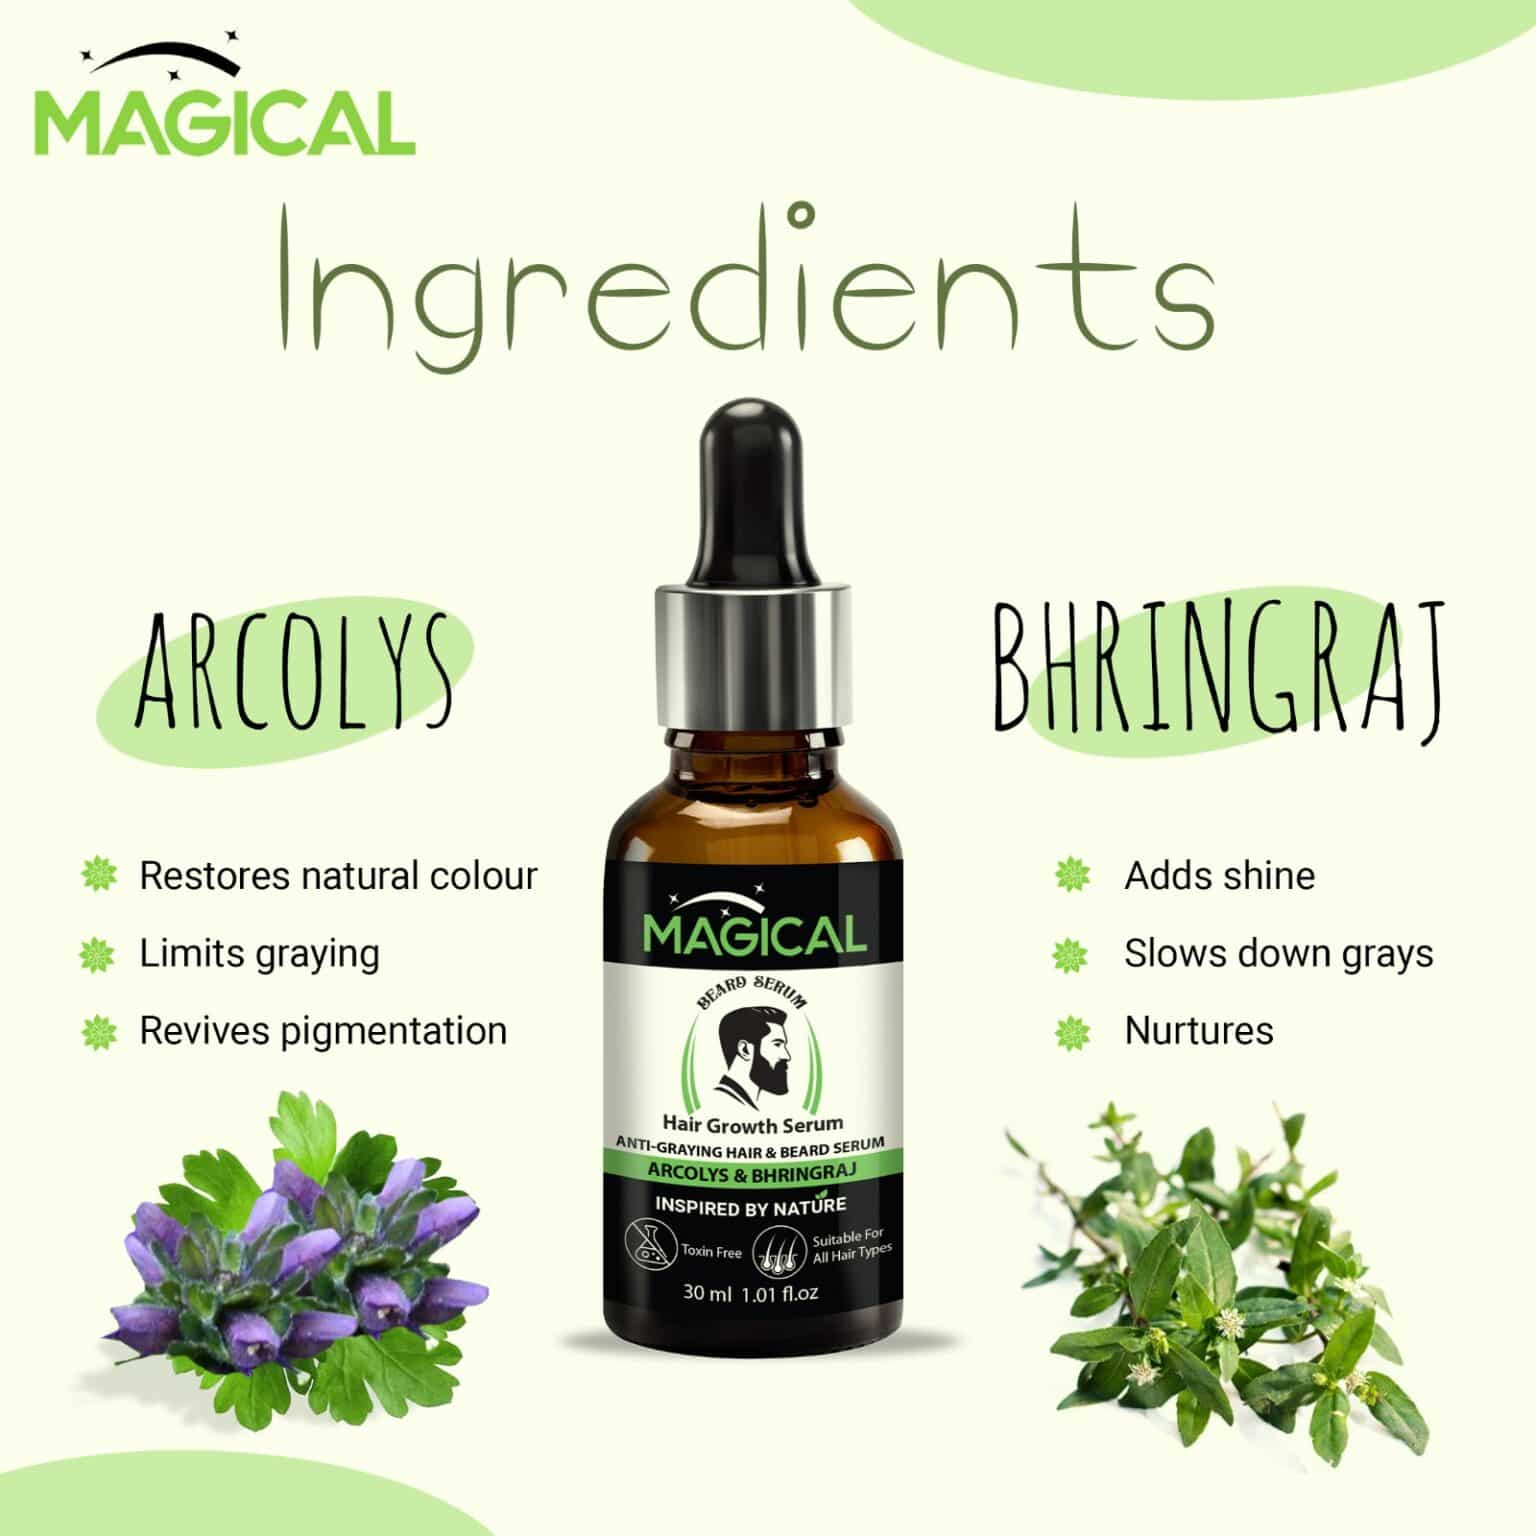 MAGICAL
Ingredients
ARCOLYS
Restores natural colour
Limits graying
Revives pigmentation
BHRINGRAJ
Adds shine
Slows down grays
Nurtures
MAGICAL
BEARD SERUM
Hair Growth Serum
ANTI-GRAYING HAIR & BEARD SERUM
ARCOLYS & BHRINGRAJ
INSPIRED BY NATURE
Toxin Free
Suitable For
All Hair Types
30 ml 1.01 fl.oz